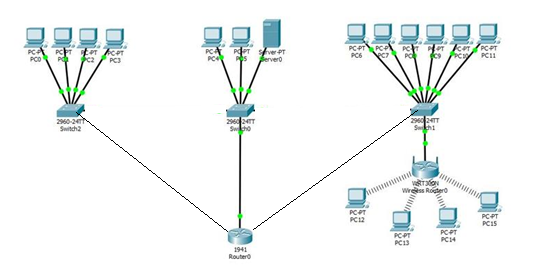 PC-PT
PC0
PC-PT
PC1
PC-PT
PC2
PC-PT
PC3
PC-PT
PC4
PC-PT
PC5
Server-PT
Server0
PC-PT
PC6
PC-PT
PC7
PC-PT
PC8
PC-PT
PC9
PC-PT
PC10
PC-PT
PC11
2960-24TT
Switch2
2960-24TT
Switch0
2960-24TT
Switch1
WRT300N
Wireless Router0
PC-PT
PC12
PC-PT
PC13
PC-PT
PC14
PC-PT
PC15
1941
Router0